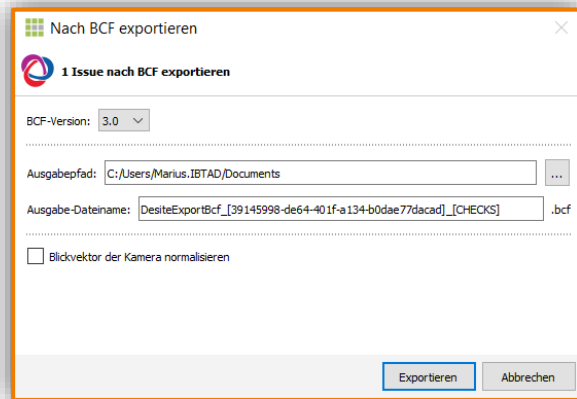 Nach BCF exportieren
1 Issue nach BCF exportieren
BCF-Version: 3.0
Ausgabepfad: C:/Users/Marius.IBTAD/Documents ...
Ausgabe-Dateiname: DesiteExportBcf_[39145998-de64-401f-a134-b0dae77dacad]_[CHECKS] .bcf
Blickvektor der Kamera normalisieren
Exportieren Abbrechen